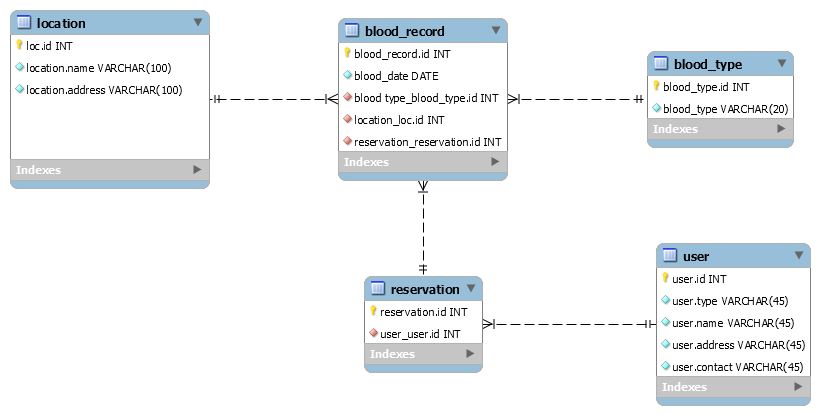 location
loc.id INT
location.name VARCHAR(100)
location.address VARCHAR(100)
Indexes
blood_record
blood_record.id INT
blood_date DATE
blood type_blood_type.id INT
location_loc.id INT
reservation_reservation.id INT
Indexes
blood_type
blood_type.id INT
blood_type VARCHAR(20)
Indexes
reservation
reservation.id INT
user_user.id INT
Indexes
user
user.id INT
user.type VARCHAR(45)
user.name VARCHAR(45)
user.address VARCHAR(45)
user.contact VARCHAR(45)
Indexes